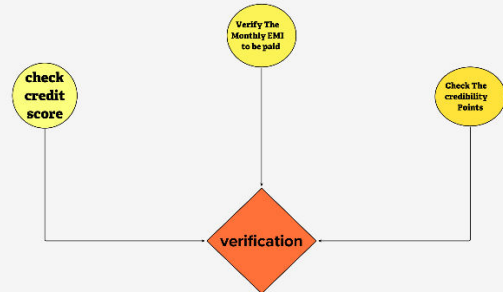 Verify The
Monthly EMI
to be paid
check
credit
score
Check The
credibility
Points
verification